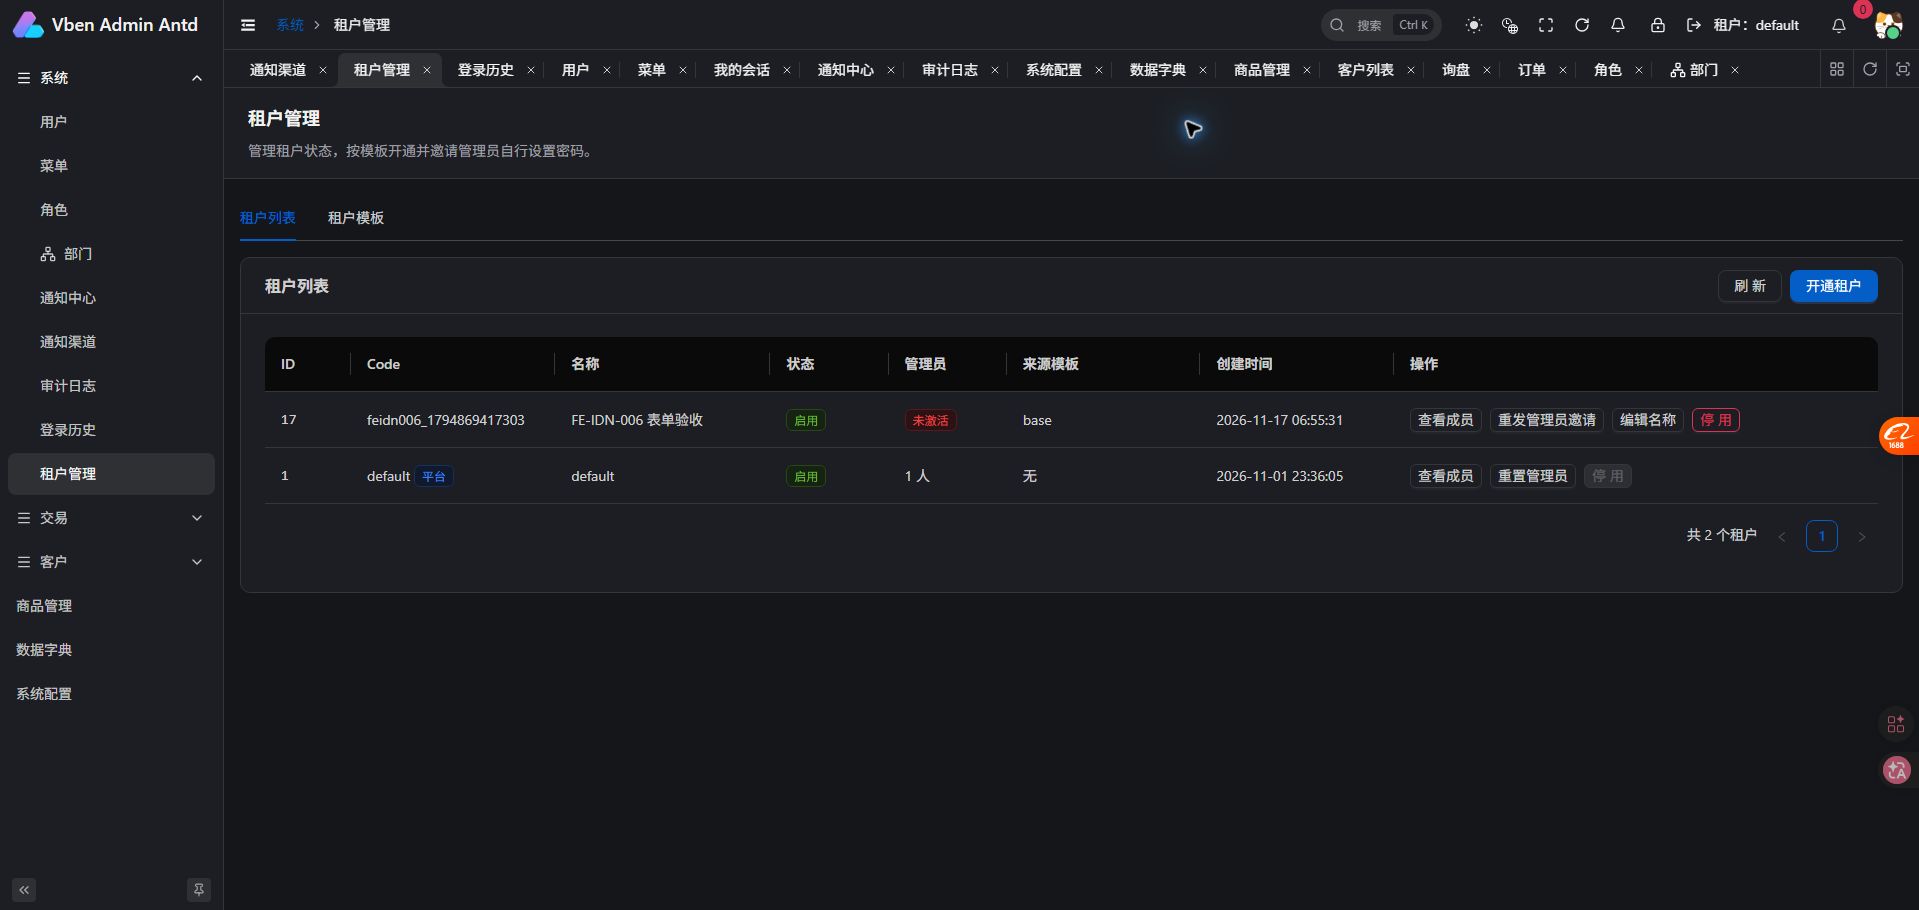 Vben Admin Antd
系统 > 租户管理
搜索 Ctrl K
租户：default
0
通知渠道 × 租户管理 × 登录历史 × 用户 × 菜单 × 我的会话 × 通知中心 × 审计日志 × 系统配置 × 数据字典 × 商品管理 × 客户列表 × 询盘 × 订单 × 角色 × 部门 ×
系统
用户
菜单
角色
部门
通知中心
通知渠道
审计日志
登录历史
租户管理
交易
客户
商品管理
数据字典
系统配置
租户管理
管理租户状态，按模板开通并邀请管理员自行设置密码。
租户列表 租户模板
租户列表
刷 新 开通租户
ID Code 名称 状态 管理员 来源模板 创建时间 操作
17 feidn006_1794869417303 FE-IDN-006 表单验收 启用 未激活 base 2026-11-17 06:55:31 查看成员 重发管理员邀请 编辑名称 停 用
1 default 平台 default 启用 1 人 无 2026-11-01 23:36:05 查看成员 重置管理员 停 用
共 2 个租户 < 1 >
1688